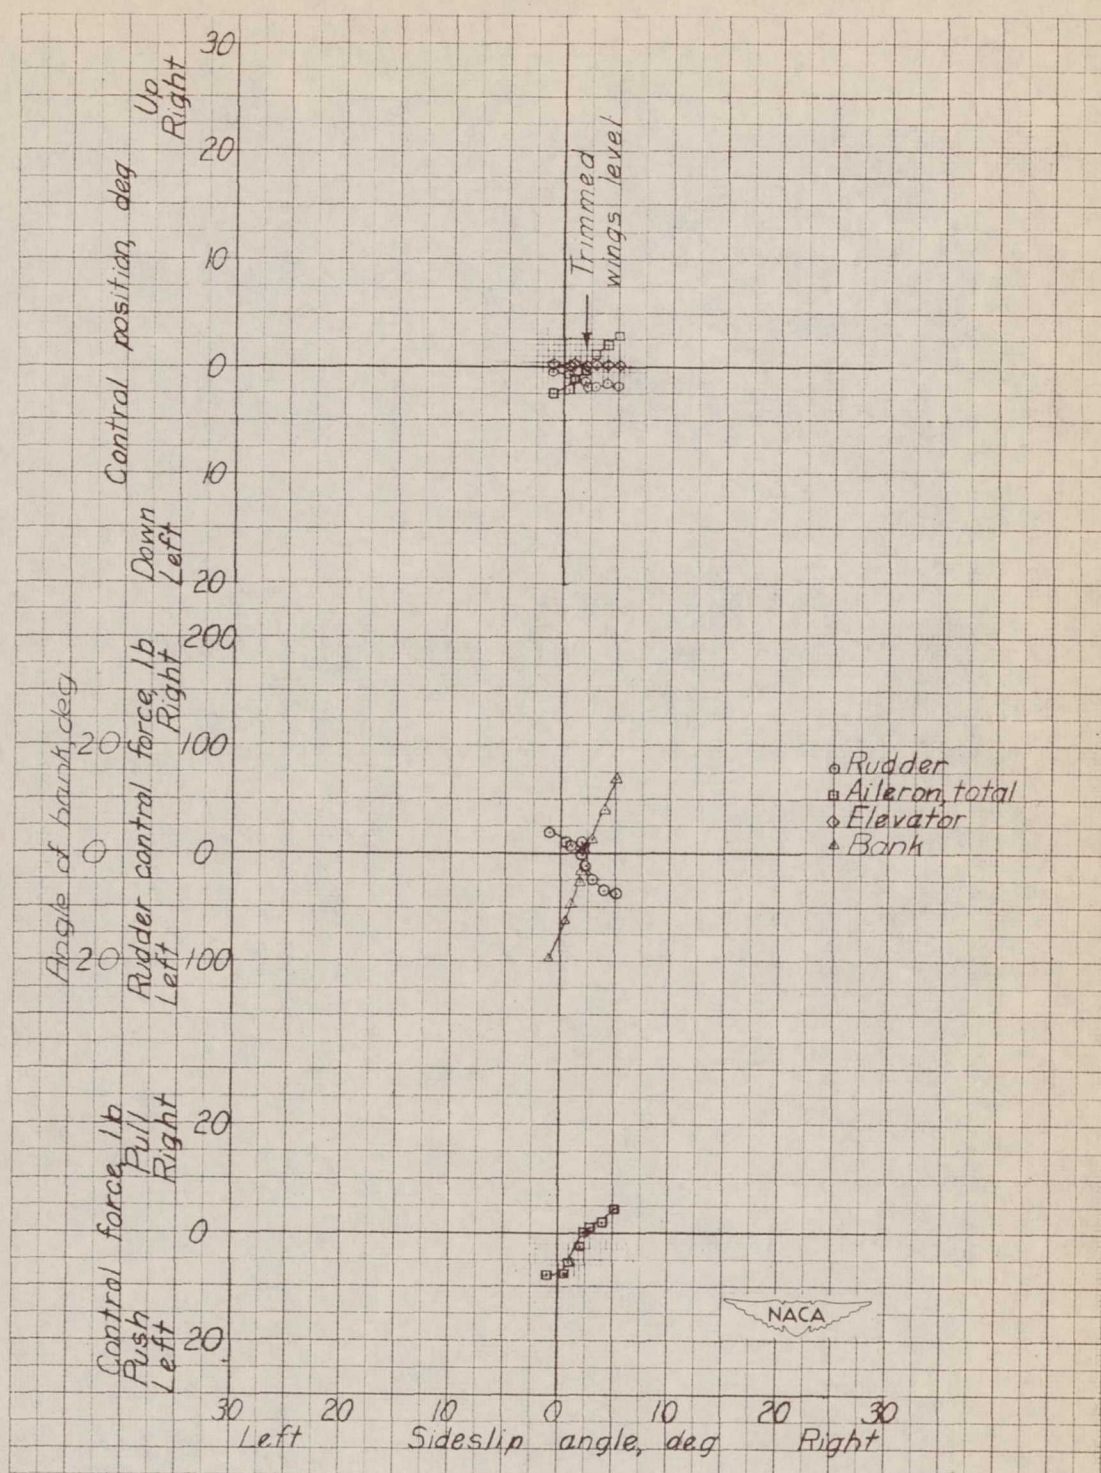 30
Up
Right
20
Control position, deg
10
0
10
Down
Left
20
Trimmed
wings level
200
Angle of bank, deg
20
0
20
Rudder control force, lb
Right
Left
100
0
100
Rudder
Aileron, total
Elevator
Bank
Control force, lb
Pull
Right
Push
Left
20
0
20
NACA
30 20 10 0 10 20 30
Left Sideslip angle, deg Right